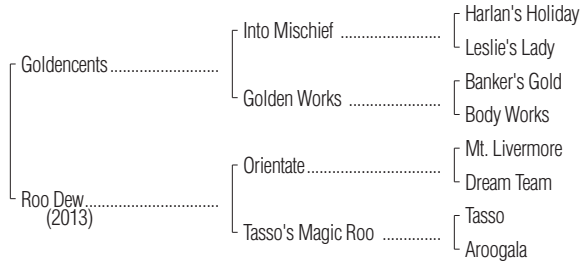 Harlan's Holiday
Into Mischief ..................
Leslie's Lady
Goldencents....................
Banker's Gold
Golden Works ................
Body Works
Mt. Livermore
Orientate........................
Dream Team
Roo Dew.........................
(2013)
Tasso
Tasso's Magic Roo ..........
Aroogala